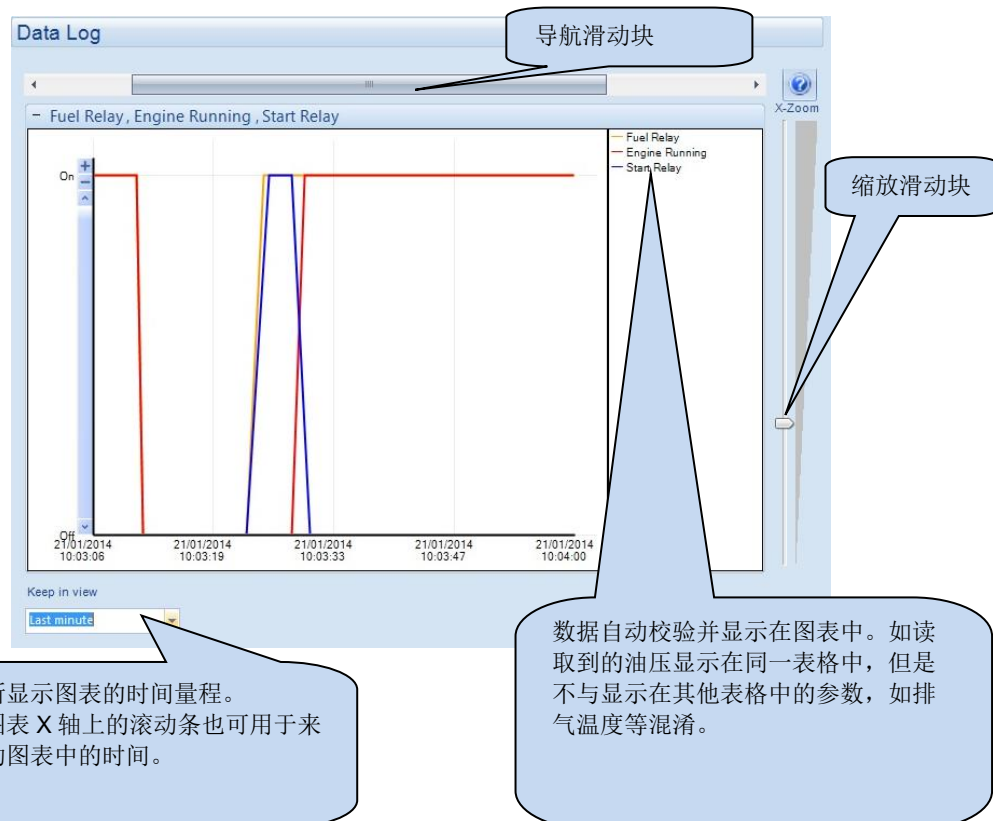 Data Log
导航滑动块
X-Zoom
Fuel Relay , Engine Running , Start Relay
Fuel Relay
Engine Running
Start Relay
On
缩放滑动块
Off
21/01/2014
10:03:06
21/01/2014
10:03:19
21/01/2014
10:03:33
21/01/2014
10:03:47
21/01/2014
10:04:00
Keep in view
Last minute
数据自动校验并显示在图表中。如读
取到的油压显示在同一表格中，但是
不与显示在其他表格中的参数，如排
气温度等混淆。
显示图表的时间量程。
表 X 轴上的滚动条也可用于来
图表中的时间。